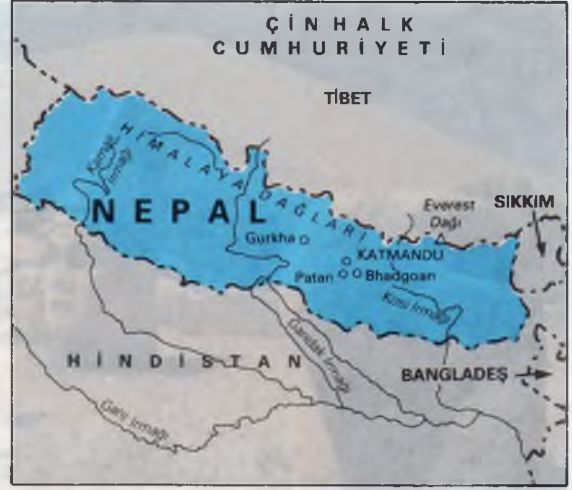 ÇİN HALK
CUMHURİYETİ
TİBET
HİMALAYA DAĞLARI
Karnali
Irmağı
Everest
Dağı
SIKKIM
NEPAL
Gurkha
KATMANDU
Patan
Bhadgoan
Kosi Irmağı
Gandak Irmağı
HİNDİSTAN
BANGLADEŞ
Ganj Irmağı